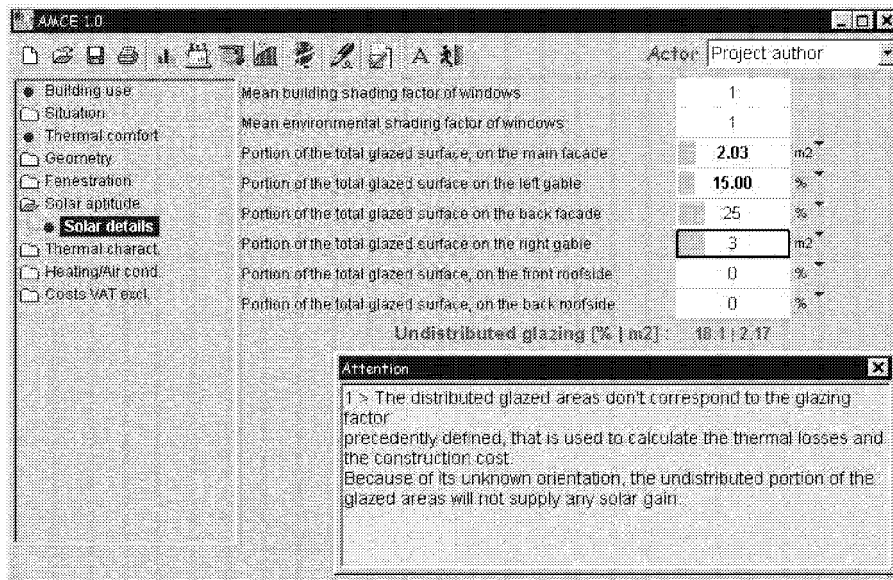 AMCE 1.0
A
Actor Project author
Building use
Situation
Thermal comfort
Geometry
Fenestration
Solar aptitude
Solar details
Thermal charact.
Heating/Air cond.
Costs VAT excl.
Mean building shading factor of windows 1
Mean environmental shading factor of windows 1
Portion of the total glazed surface, on the main facade 2.03 m2
Portion of the total glazed surface on the left gable 15.00 %
Portion of the total glazed surface on the back facade 25 %
Portion of the total glazed surface on the right gable 3 m2
Portion of the total glazed surface, on the front roofside 0 %
Portion of the total glazed surface, on the back roofside 0 %
Undistributed glazing [% | m2] : 18.1 | 2.17
Attention
1 > The distributed glazed areas don't correspond to the glazing
factor
precedently defined, that is used to calculate the thermal losses and
the construction cost.
Because of its unknown orientation, the undistributed portion of the
glazed areas will not supply any solar gain